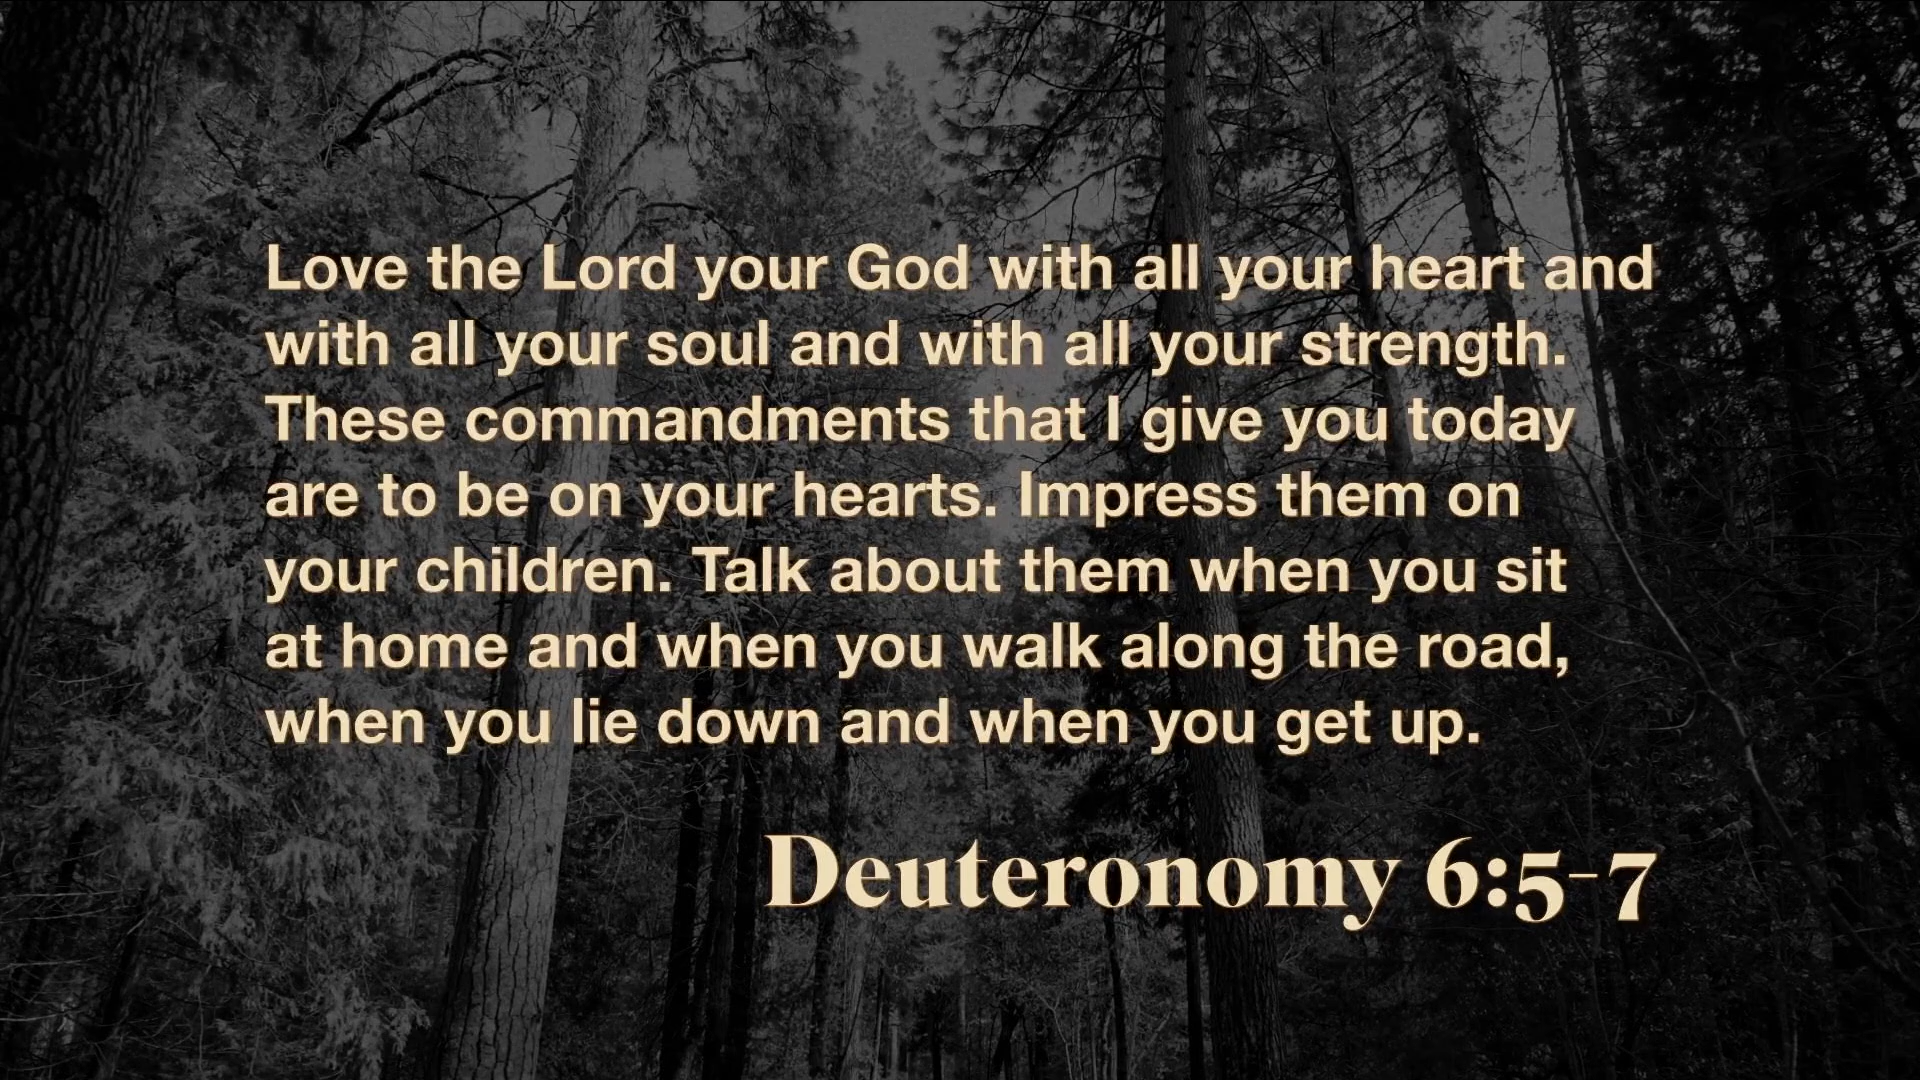 Love the Lord your God with all your heart and
with all your soul and with all your strength.
These commandments that I give you today
are to be on your hearts. Impress them on
your children. Talk about them when you sit
at home and when you walk along the road,
when you lie down and when you get up.
Deuteronomy 6:5-7